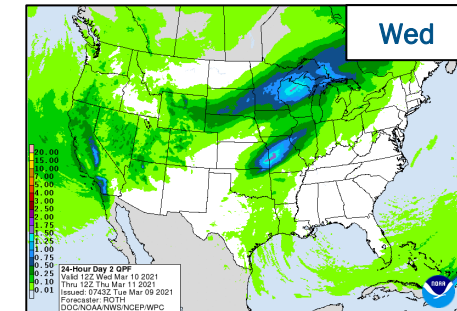 Wed
20.00
15.00
10.00
7.00
5.00
4.00
3.00
2.50
2.00
1.75
1.50
1.25
1.00
0.75
0.50
0.25
0.10
0.01
24-Hour Day 2 QPF
Valid 12Z Wed Mar 10 2021
Thru 12Z Thu Mar 11 2021
Issued: 0743Z Tue Mar 09 2021
Forecaster: ROTH
DOC/NOAA/NWS/NCEP/WPC
NOAA